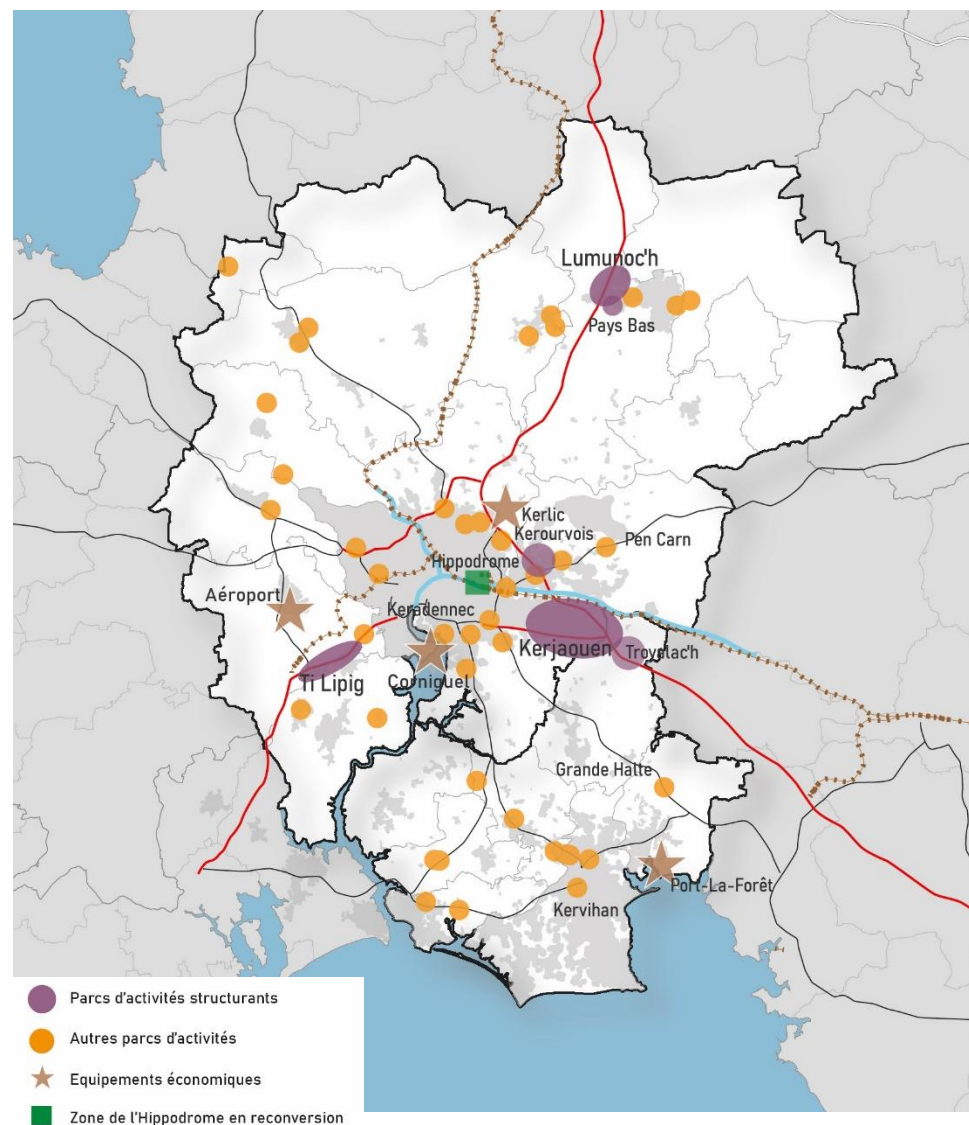 Lumunoc'h
Pays Bas
Kerlic
Kerourvois
Pen Carn
Hippodrome
Aéroport
Keradennec
Kerjaouen
Troyalac'h
Ti Lipig
Corniguel
Grande Halte
Port-La-Forêt
Kervihan
Parcs d'activités structurants
Autres parcs d'activités
Equipements économiques
Zone de l'Hippodrome en reconversion